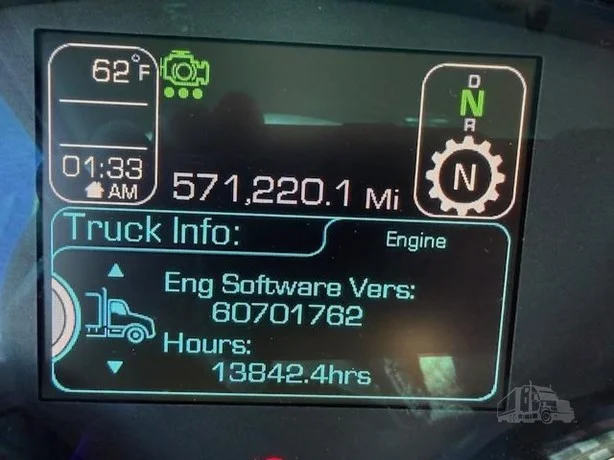 62°F
D
N
R
01:33
AM
571,220.1 Mi
N
Truck Info:
Engine
Eng Software Vers:
60701762
Hours:
13842.4hrs